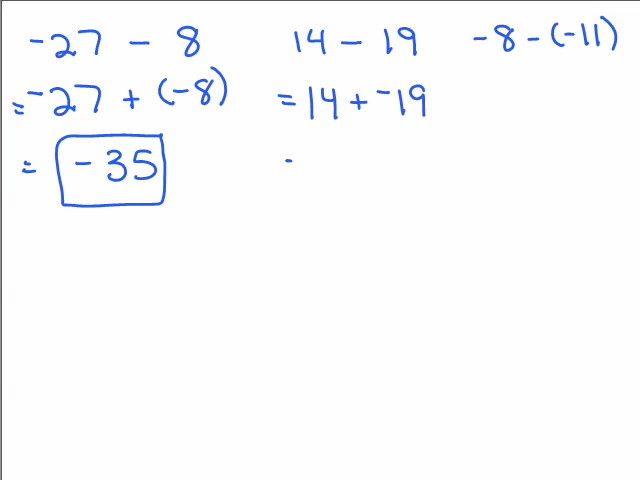 -27 - 8 14 - 19 -8 - (-11)
= -27 + (-8) = 14 + -19
= -35 -